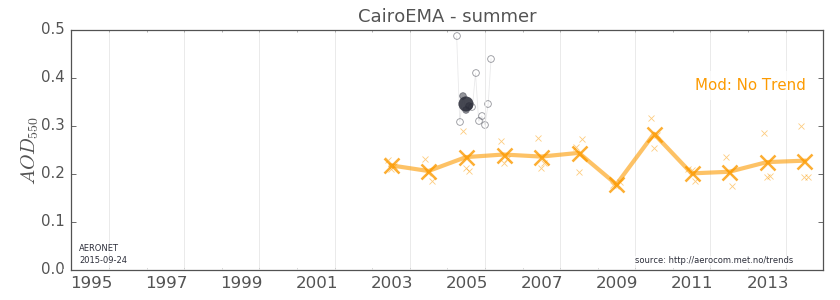 CairoEMA - summer
0.5
0.4
0.3
0.2
0.1
0.0
AOD550
Mod: No Trend
AERONET
2015-09-24
source: http://aerocom.met.no/trends
1995 1997 1999 2001 2003 2005 2007 2009 2011 2013